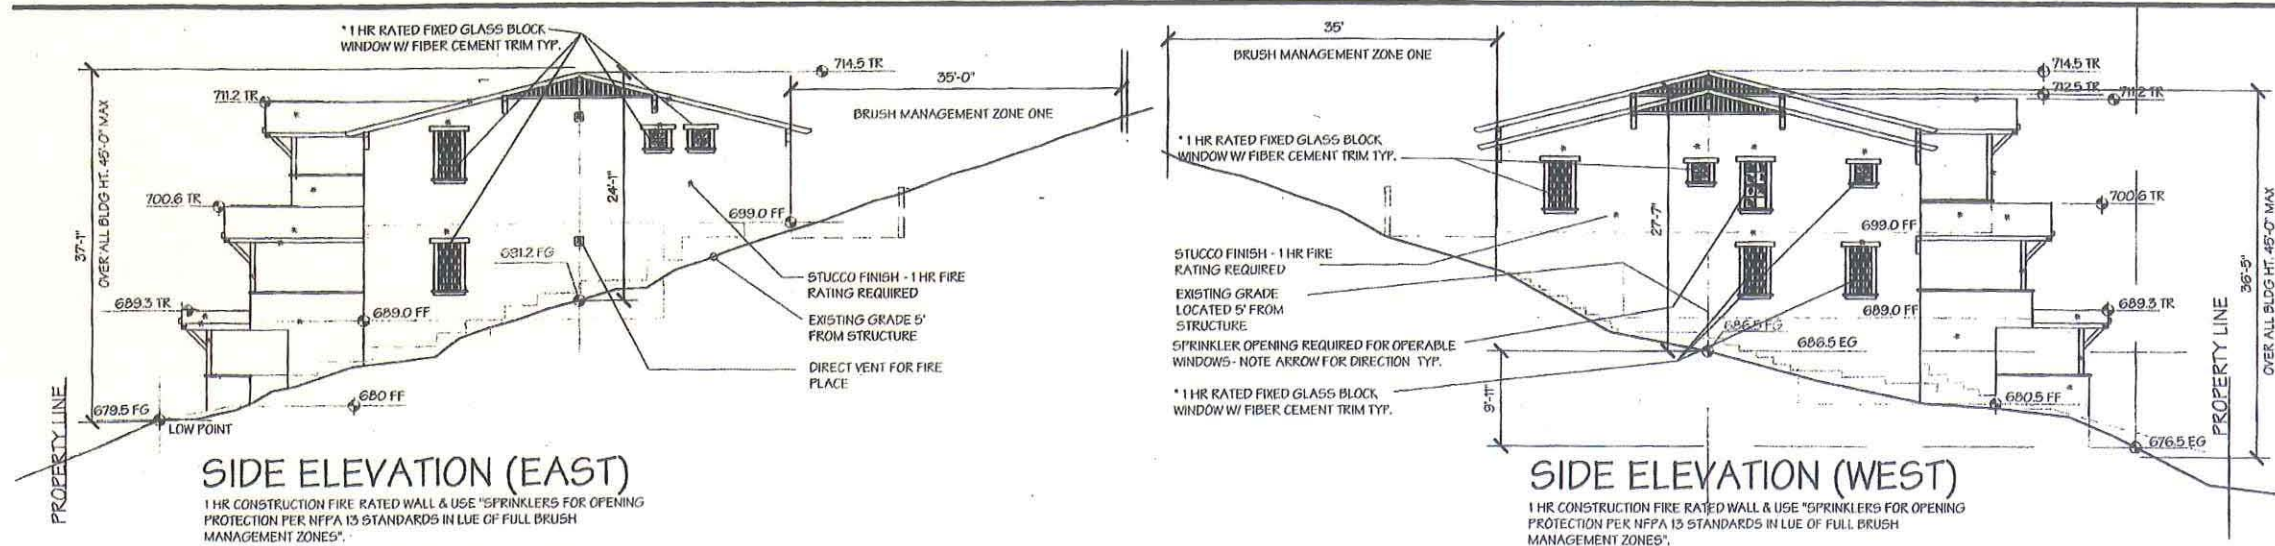 * 1 HR RATED FIXED GLASS BLOCK
WINDOW W/ FIBER CEMENT TRIM TYP.
714.5 TR
35'-0"
BRUSH MANAGEMENT ZONE ONE
711.2 TR
37'-1"
OVER ALL BLDG HT. 45'-0" MAX
700.6 TR
24'-1"
699.0 FF
691.2 FG
STUCCO FINISH - 1 HR FIRE
RATING REQUIRED
689.3 TR
689.0 FF
EXISTING GRADE 5'
FROM STRUCTURE
DIRECT VENT FOR FIRE
PLACE
680 FF
679.5 FG
LOW POINT
PROPERTY LINE
SIDE ELEVATION (EAST)
1 HR CONSTRUCTION FIRE RATED WALL & USE "SPRINKLERS FOR OPENING
PROTECTION PER NFPA 13 STANDARDS IN LUE OF FULL BRUSH
MANAGEMENT ZONES".
35'
BRUSH MANAGEMENT ZONE ONE
714.5 TR
712.5 TR
711.2 TR
* 1 HR RATED FIXED GLASS BLOCK
WINDOW W/ FIBER CEMENT TRIM TYP.
700.6 TR
27'-7"
699.0 FF
STUCCO FINISH - 1 HR FIRE
RATING REQUIRED
EXISTING GRADE
LOCATED 5' FROM
STRUCTURE
689.0 FF
689.3 TR
686.5 FG
686.5 EG
SPRINKLER OPENING REQUIRED FOR OPERABLE
WINDOWS - NOTE ARROW FOR DIRECTION TYP.
* 1 HR RATED FIXED GLASS BLOCK
WINDOW W/ FIBER CEMENT TRIM TYP.
9'-11"
680.5 FF
676.5 EG
PROPERTY LINE
36'-5"
OVER ALL BLDG HT. 45'-0" MAX
SIDE ELEVATION (WEST)
1 HR CONSTRUCTION FIRE RATED WALL & USE "SPRINKLERS FOR OPENING
PROTECTION PER NFPA 13 STANDARDS IN LUE OF FULL BRUSH
MANAGEMENT ZONES".